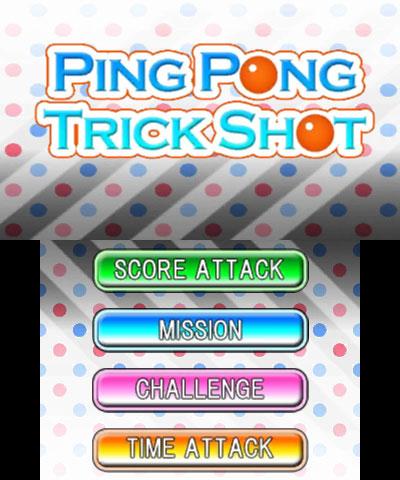 PING PONG
TRICK SHOT
SCORE ATTACK
MISSION
CHALLENGE
TIME ATTACK